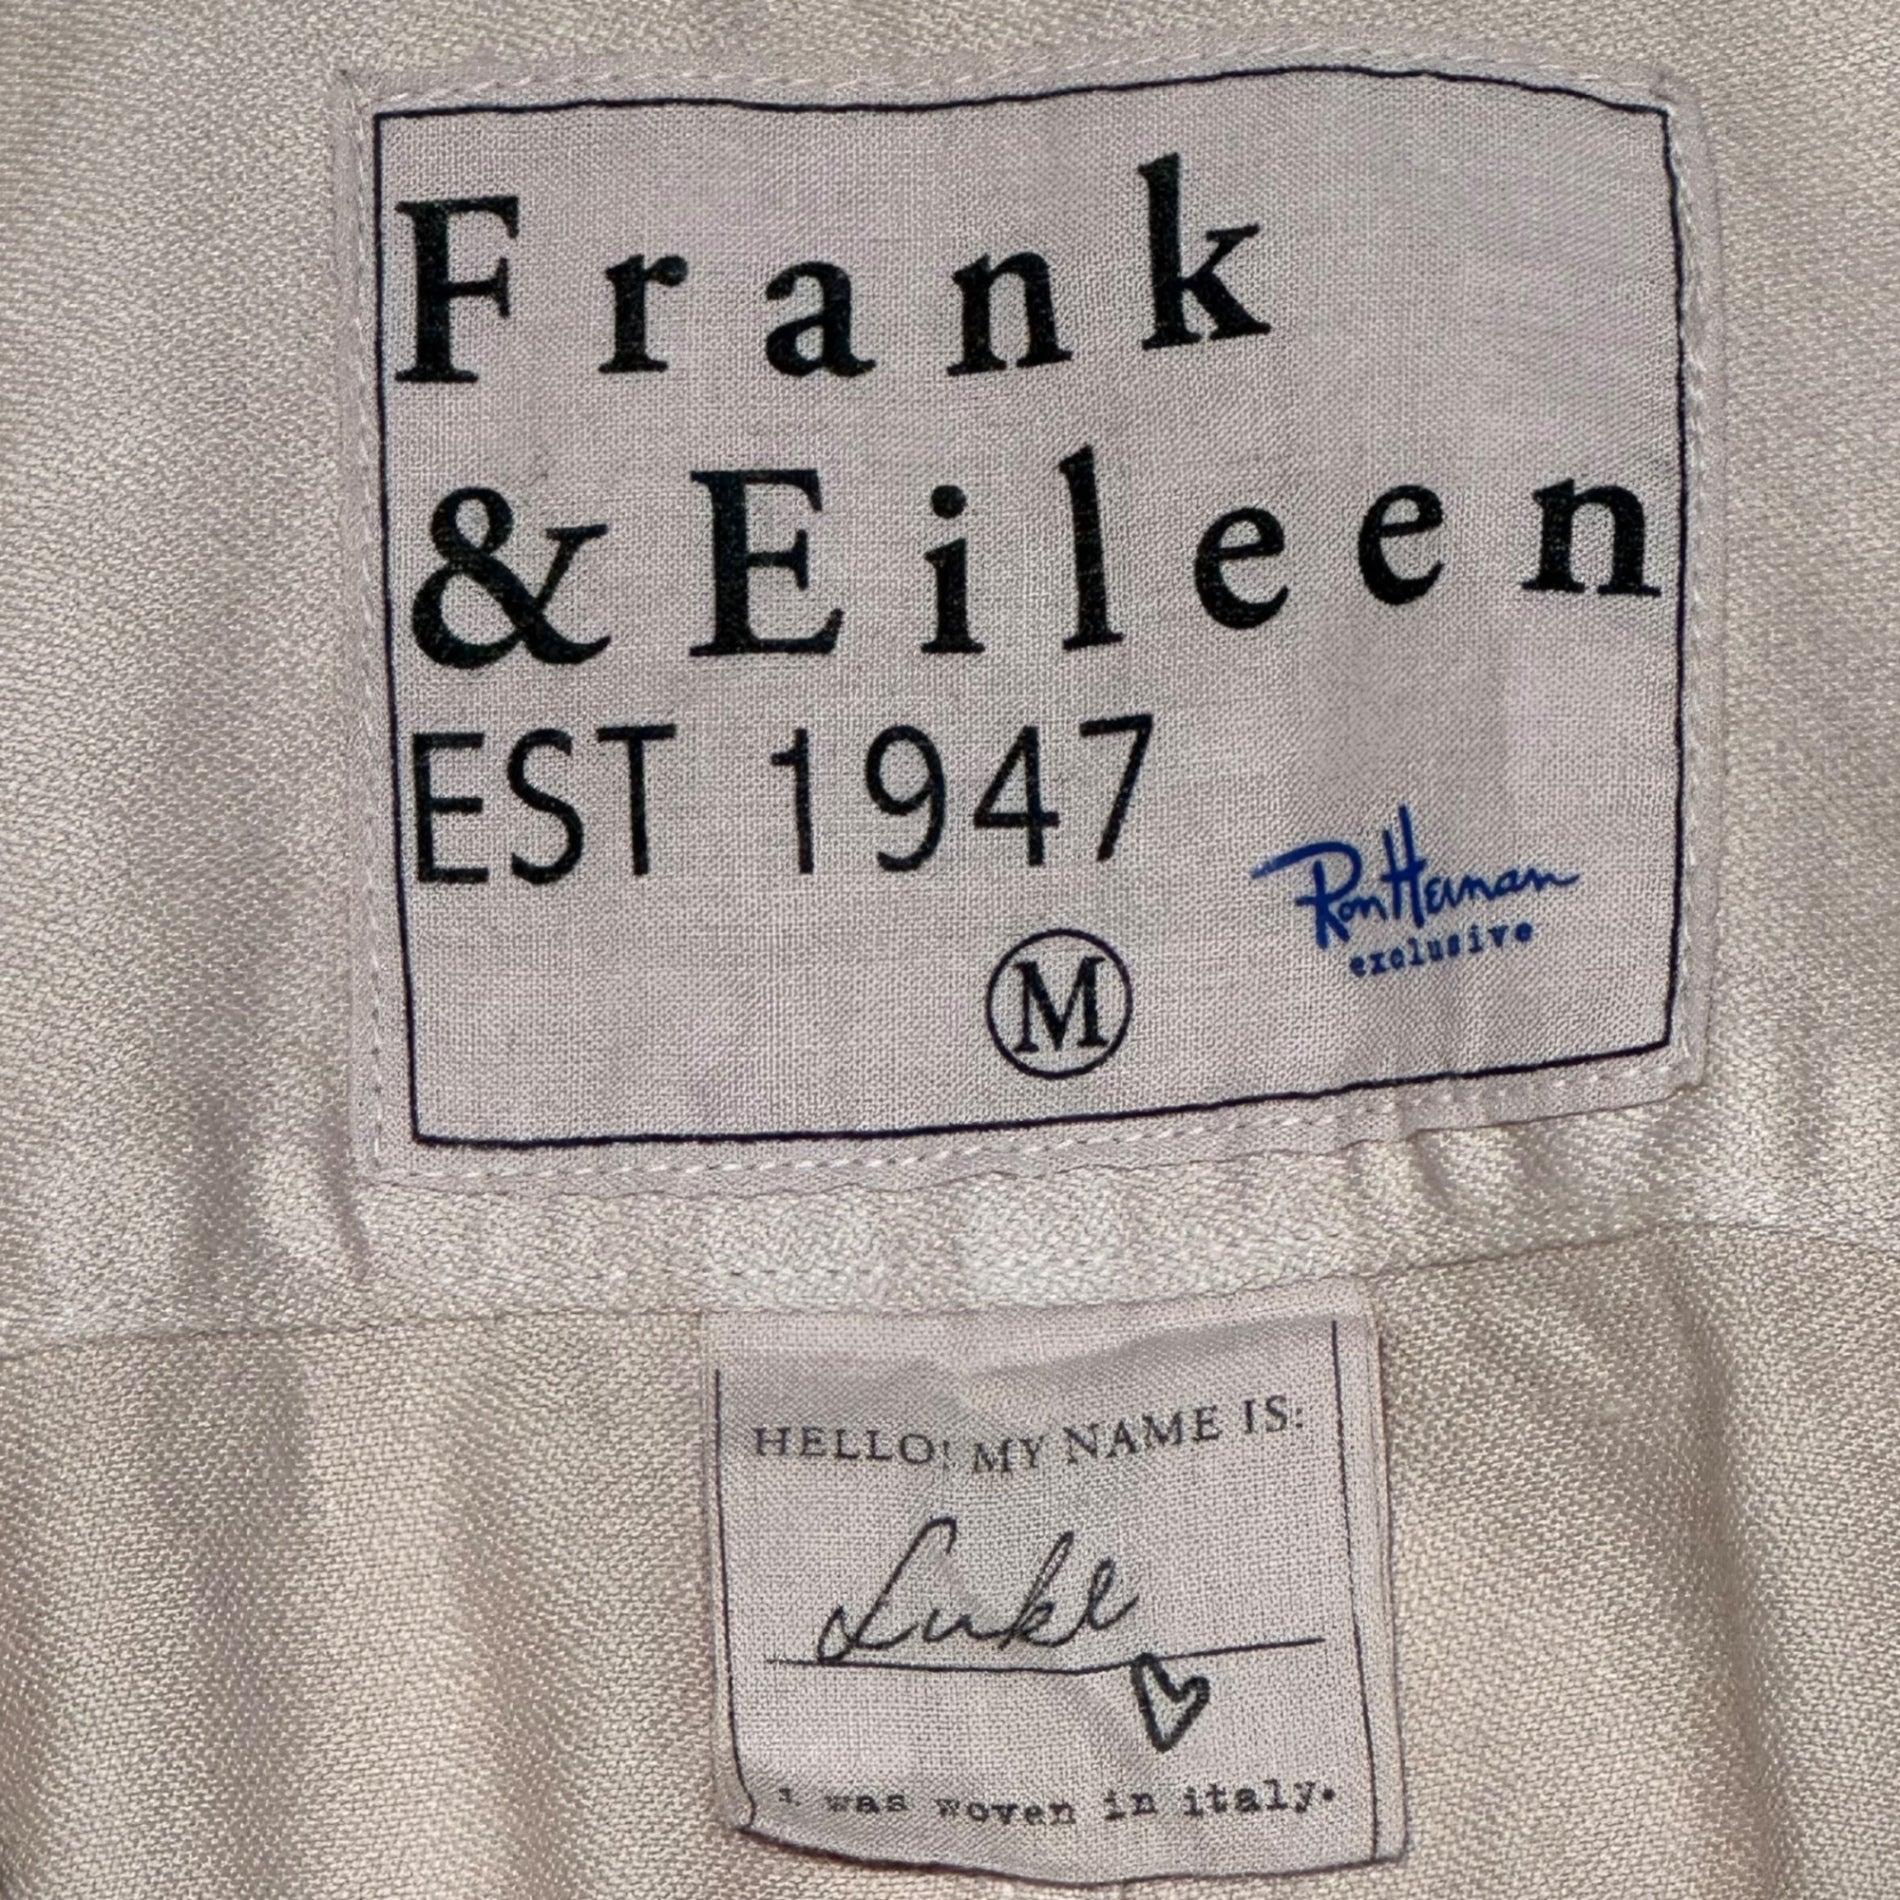 Frank
& Eileen
EST 1947
Ron Herman
exclusive
M
HELLO! MY NAME IS:
Luke
i was woven in italy.